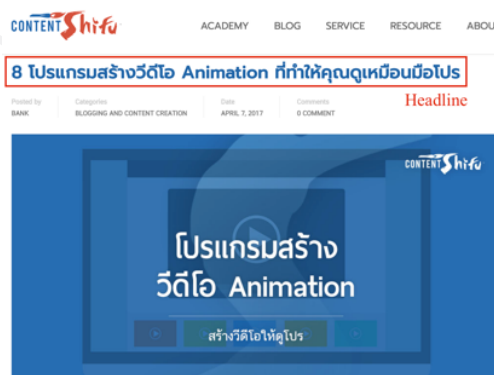 CONTENT Shifu
ACADEMY BLOG SERVICE RESOURCE ABOU
8 โปรแกรมสร้างวีดีโอ Animation ที่ทำให้คุณดูเหมือนมือโปร
Posted by Categories Date Comments
BANK BLOGGING AND CONTENT CREATION APRIL 7, 2017 0 COMMENT
Headline
CONTENT Shifu
โปรแกรมสร้าง
วีดีโอ Animation
สร้างวีดีโอให้ดูโปร